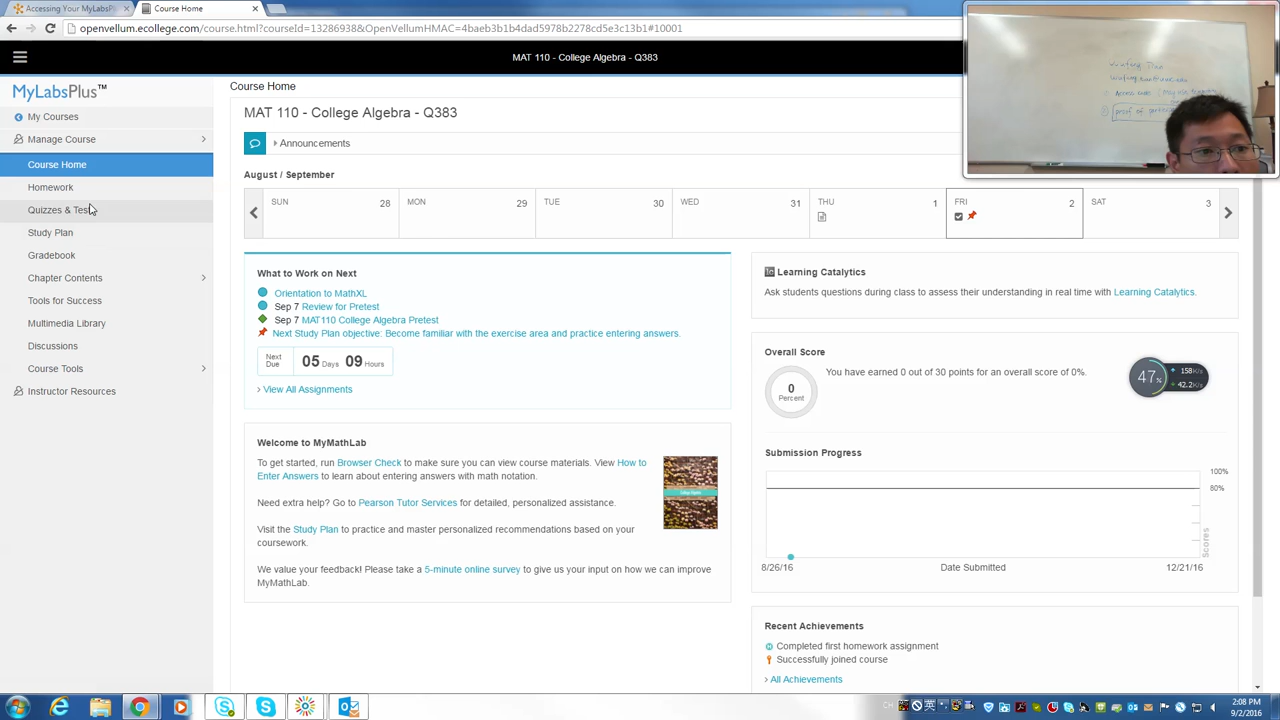 Accessing Your MyLabsPl
Course Home
openvellum.ecollege.com/course.html?courseId=13286938&OpenVellumHMAC=4baeb3b1b4dad5978b2278cd5e3c13b1#10001
MAT 110 - College Algebra - Q383
MyLabsPlus™
My Courses
Manage Course
Course Home
Homework
Quizzes & Tests
Study Plan
Gradebook
Chapter Contents
Tools for Success
Multimedia Library
Discussions
Course Tools
Instructor Resources
Course Home
MAT 110 - College Algebra - Q383
Announcements
August / September
SUN 28
MON 29
TUE 30
WED 31
THU 1
FRI 2
SAT 3
What to Work on Next
Orientation to MathXL
Sep 7 Review for Pretest
Sep 7 MAT110 College Algebra Pretest
Next Study Plan objective: Become familiar with the exercise area and practice entering answers.
Next Due 05 Days 09 Hours
View All Assignments
Welcome to MyMathLab
To get started, run Browser Check to make sure you can view course materials. View How to
Enter Answers to learn about entering answers with math notation.
Need extra help? Go to Pearson Tutor Services for detailed, personalized assistance.
Visit the Study Plan to practice and master personalized recommendations based on your
coursework.
We value your feedback! Please take a 5-minute online survey to give us your input on how we can improve
MyMathLab.
Learning Catalytics
Ask students questions during class to assess their understanding in real time with Learning Catalytics.
Overall Score
0
Percent
You have earned 0 out of 30 points for an overall score of 0%.
47%
158K/s
42.2K/s
Submission Progress
100%
80%
Scores
8/26/16
Date Submitted
12/21/16
Recent Achievements
Completed first homework assignment
Successfully joined course
All Achievements
CH
2:08 PM
9/2/2016